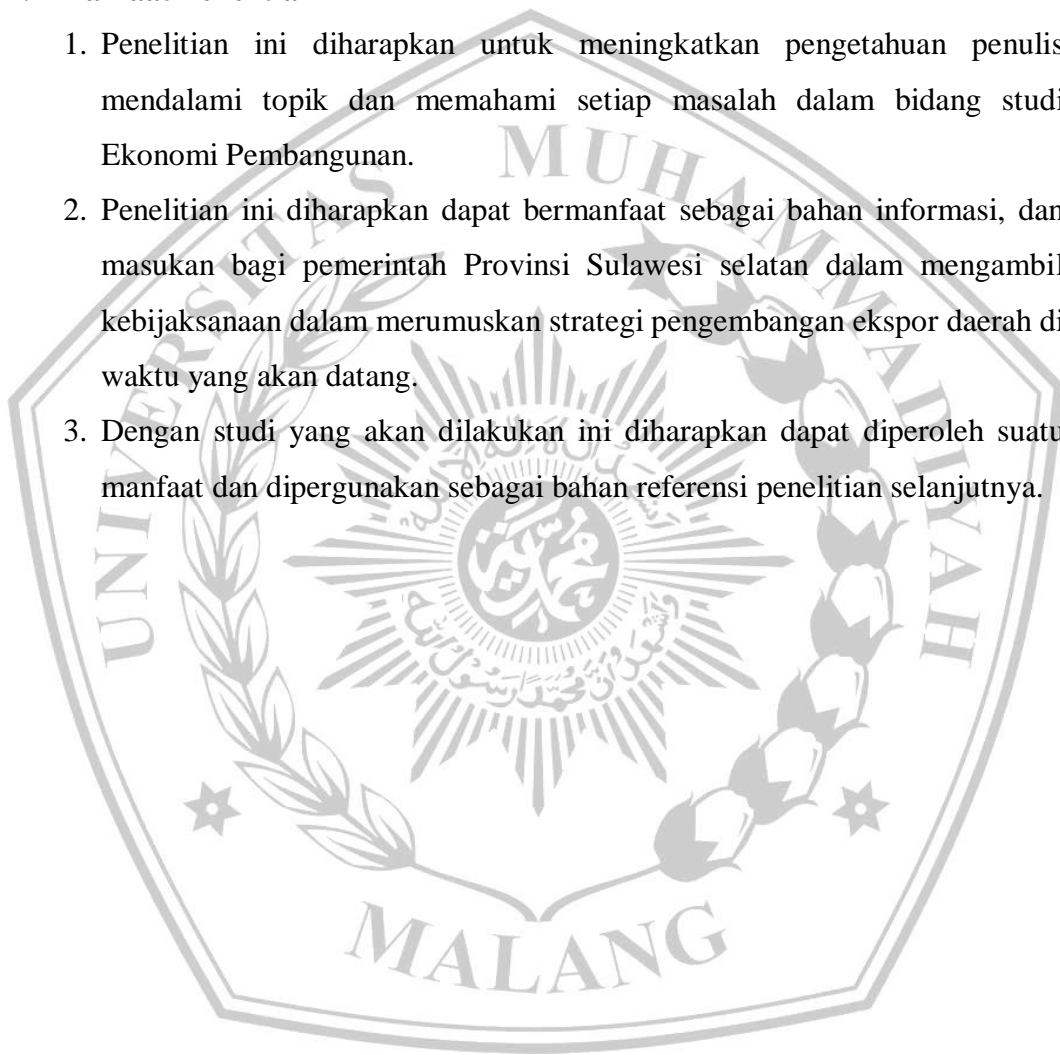 1. Penelitian ini diharapkan untuk meningkatkan pengetahuan penulis
mendalami topik dan memahami setiap masalah dalam bidang studi
Ekonomi Pembangunan.
2. Penelitian ini diharapkan dapat bermanfaat sebagai bahan informasi, dan
masukan bagi pemerintah Provinsi Sulawesi selatan dalam mengambil
kebijaksanaan dalam merumuskan strategi pengembangan ekspor daerah di
waktu yang akan datang.
3. Dengan studi yang akan dilakukan ini diharapkan dapat diperoleh suatu
manfaat dan dipergunakan sebagai bahan referensi penelitian selanjutnya.
UNIVERSITAS MUHAMMADIYAH
MALANG